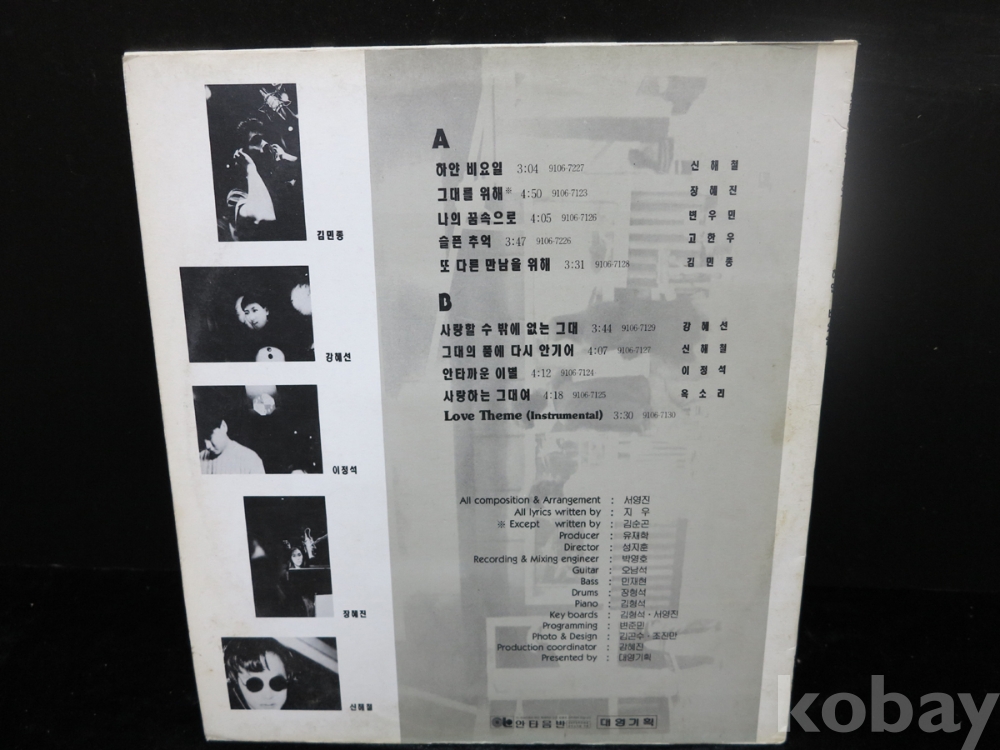 김민종
강혜선
이정석
장혜진
신해철
A
하얀 비요일 3:04 9106-7227 신해철
그대를 위해※ 4:50 9106-7123 장혜진
나의 꿈속으로 4:05 9106-7126 변우민
슬픈 추억 3:47 9106-7226 고한우
또 다른 만남을 위해 3:31 9106-7128 김민종
B
사랑할 수 밖에 없는 그대 3:44 9106-7129 강혜선
그대의 품에 다시 안기어 4:07 9106-7127 신해철
안타까운 이별 4:12 9106-7124 이정석
사랑하는 그대여 4:18 9106-7125 옥소리
Love Theme (Instrumental) 3:30 9106-7130
All composition & Arrangement : 서영진
All lyrics written by : 지우
※ Except written by : 김순곤
Producer : 유재학
Director : 성지훈
Recording & Mixing engineer : 박영호
Guitar : 오남석
Bass : 민재현
Drums : 장형석
Piano : 김형석
Key boards : 김형석 · 서영진
Programming : 반준민
Photo & Design : 김곤수 · 조진만
Production coordinator : 강혜진
Presented by : 대영기획
안타음반 대영기획
kobay